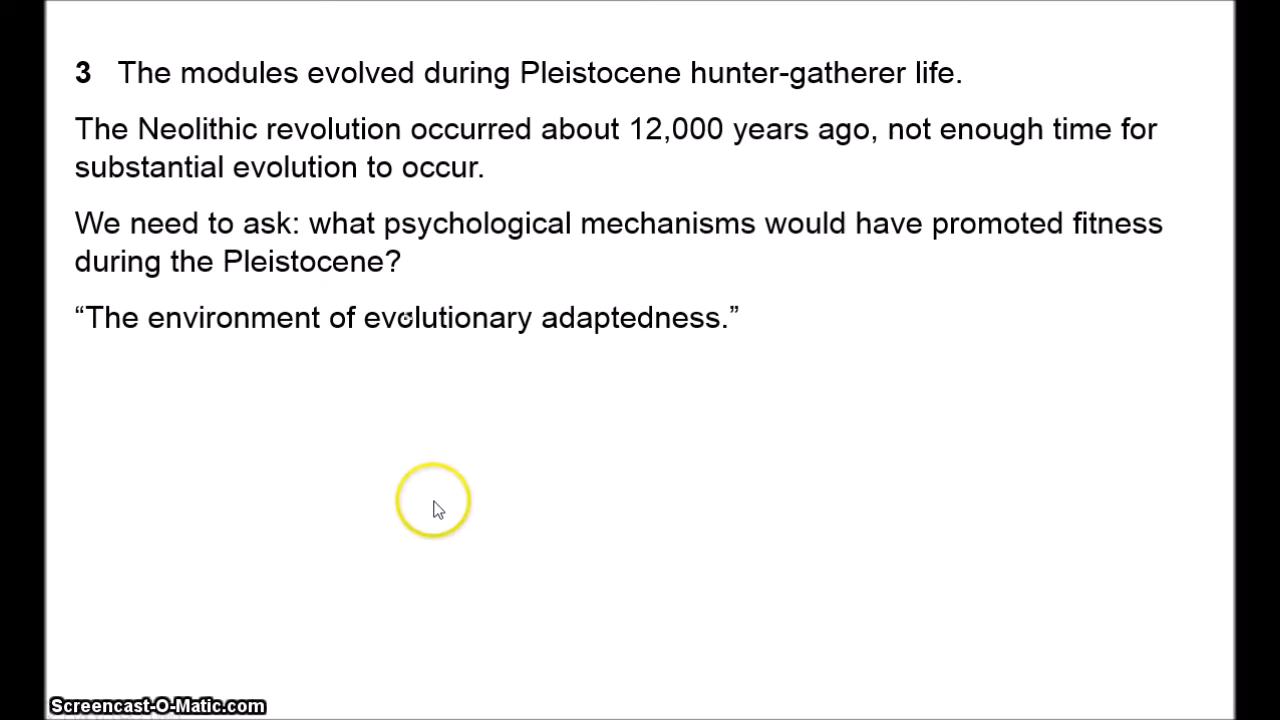 3 The modules evolved during Pleistocene hunter-gatherer life.
The Neolithic revolution occurred about 12,000 years ago, not enough time for
substantial evolution to occur.
We need to ask: what psychological mechanisms would have promoted fitness
during the Pleistocene?
“The environment of evolutionary adaptedness.”
Screencast-O-Matic.com